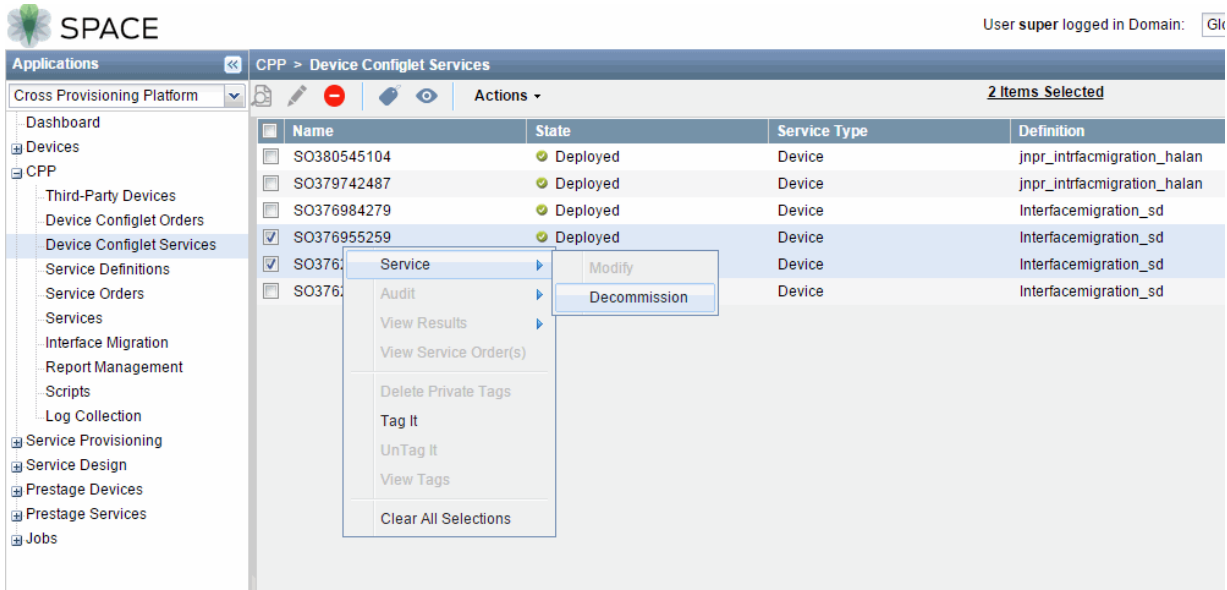 SPACE
User super logged in Domain: Glo
Applications
CPP > Device Configlet Services
Cross Provisioning Platform
Actions
2 Items Selected
Dashboard
Devices
CPP
Third-Party Devices
Device Configlet Orders
Device Configlet Services
Service Definitions
Service Orders
Services
Interface Migration
Report Management
Scripts
Log Collection
Service Provisioning
Service Design
Prestage Devices
Prestage Services
Jobs
Name State Service Type Definition
SO380545104 Deployed Device jnpr_intrfacmigration_halan
SO379742487 Deployed Device jnpr_intrfacmigration_halan
SO376984279 Deployed Device Interfacemigration_sd
SO376955259 Deployed Device Interfacemigration_sd
SO376 Device Interfacemigration_sd
SO376 Device Interfacemigration_sd
Service
Audit
View Results
View Service Order(s)
Delete Private Tags
Tag It
UnTag It
View Tags
Clear All Selections
Modify
Decommission